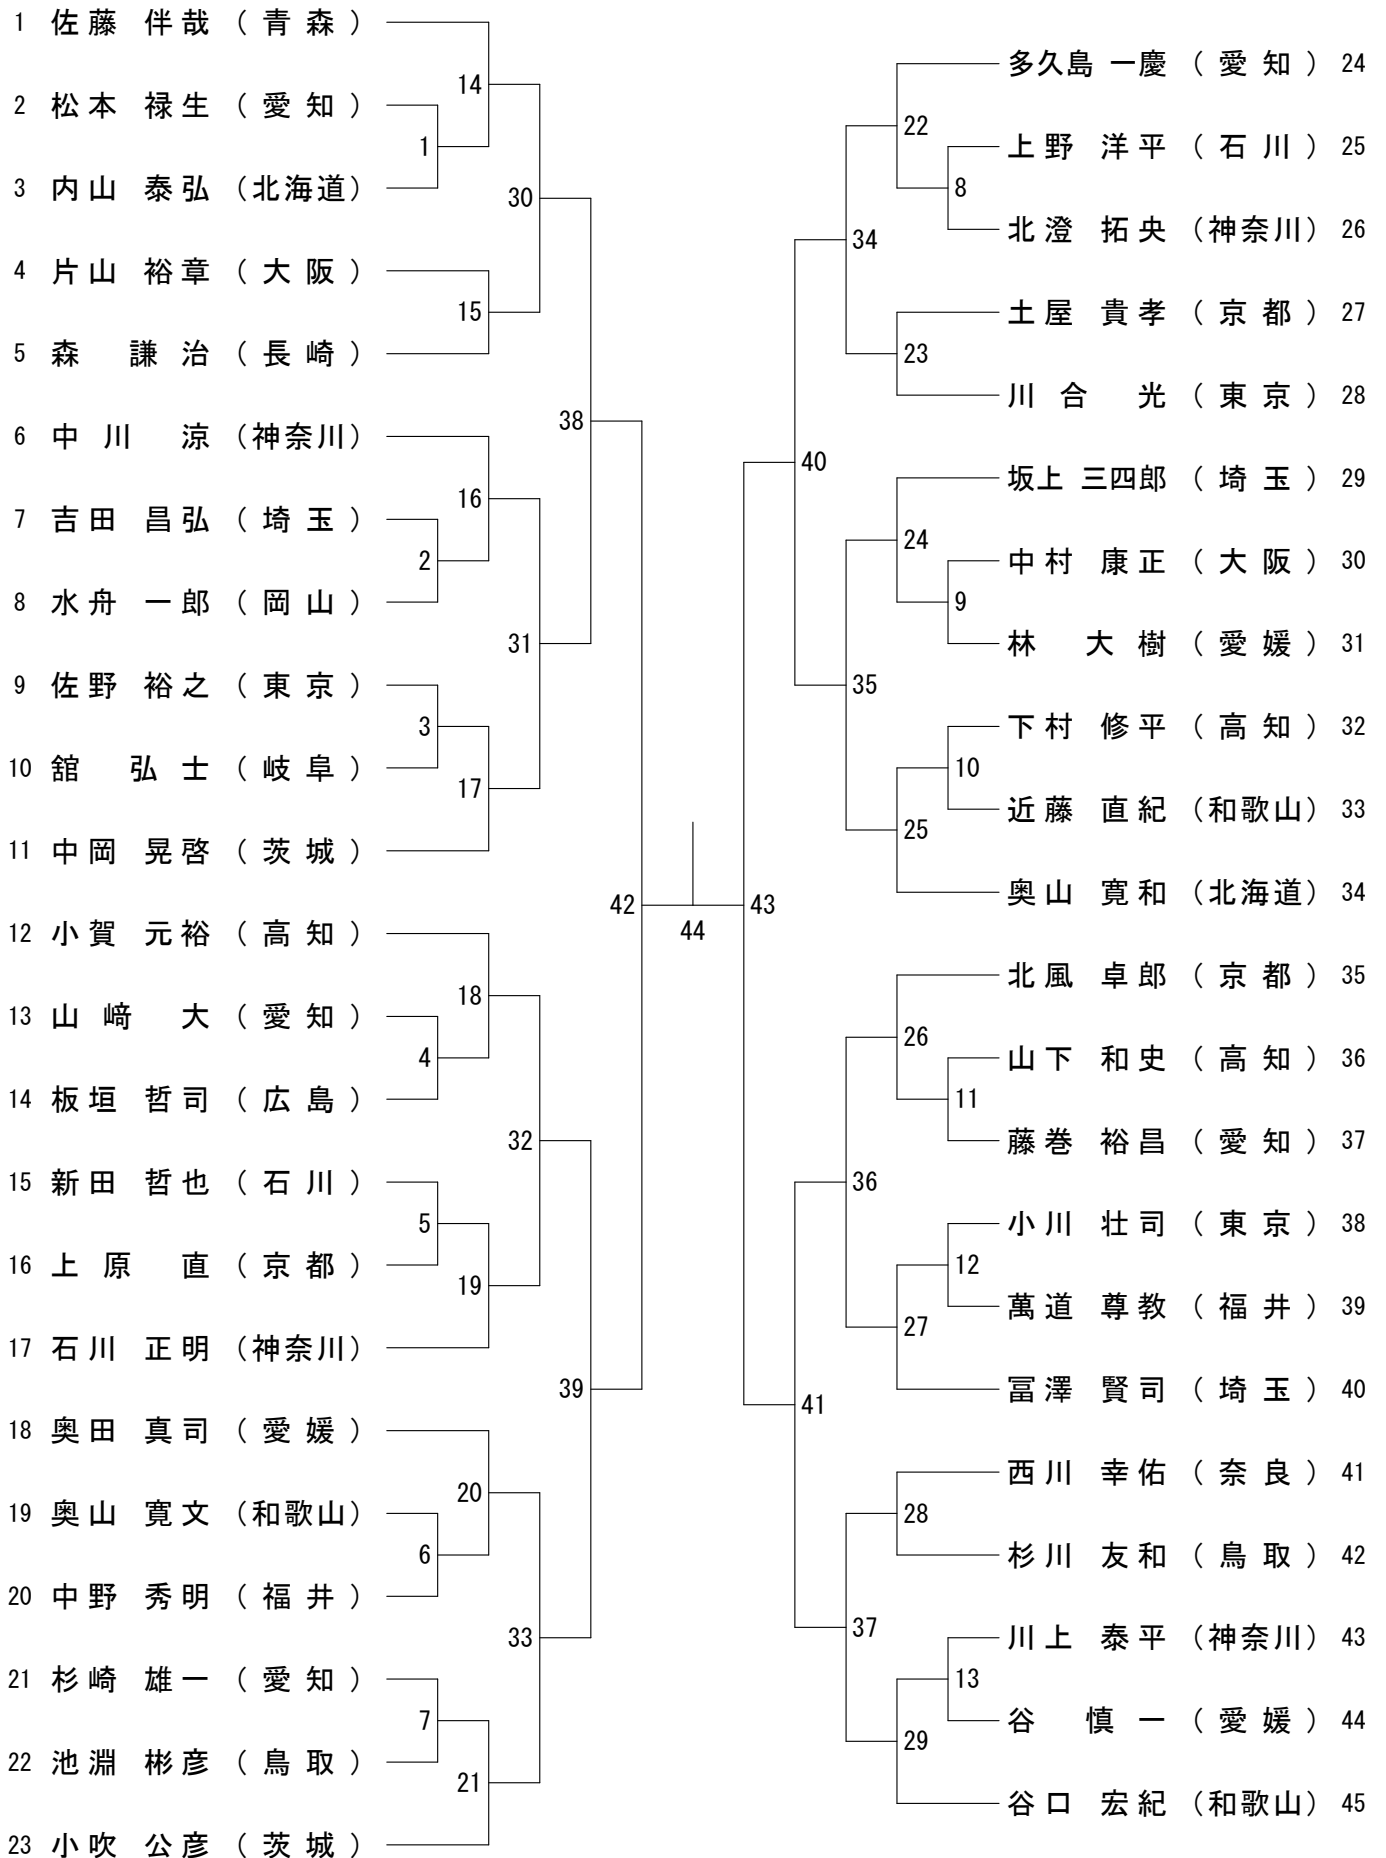 1 佐藤 伴哉 (青森)
2 松本 禄生 (愛知)
3 内山 泰弘 (北海道)
4 片山 裕章 (大阪)
5 森 謙治 (長崎)
6 中川 涼 (神奈川)
7 吉田 昌弘 (埼玉)
8 水舟 一郎 (岡山)
9 佐野 裕之 (東京)
10 舘 弘士 (岐阜)
11 中岡 晃啓 (茨城)
12 小賀 元裕 (高知)
13 山﨑 大 (愛知)
14 板垣 哲司 (広島)
15 新田 哲也 (石川)
16 上原 直 (京都)
17 石川 正明 (神奈川)
18 奥田 真司 (愛媛)
19 奥山 寛文 (和歌山)
20 中野 秀明 (福井)
21 杉崎 雄一 (愛知)
22 池淵 彬彦 (鳥取)
23 小吹 公彦 (茨城)
1
2
3
4
5
6
7
14
15
16
17
18
19
20
21
30
31
32
33
38
39
42
44
43
40
41
34
35
36
37
22
23
24
25
26
27
28
29
8
9
10
11
12
13
多久島 一慶 (愛知) 24
上野 洋平 (石川) 25
北澄 拓央 (神奈川) 26
土屋 貴孝 (京都) 27
川合 光 (東京) 28
坂上 三四郎 (埼玉) 29
中村 康正 (大阪) 30
林 大樹 (愛媛) 31
下村 修平 (高知) 32
近藤 直紀 (和歌山) 33
奥山 寛和 (北海道) 34
北風 卓郎 (京都) 35
山下 和史 (高知) 36
藤巻 裕昌 (愛知) 37
小川 壮司 (東京) 38
萬道 尊教 (福井) 39
冨澤 賢司 (埼玉) 40
西川 幸佑 (奈良) 41
杉川 友和 (鳥取) 42
川上 泰平 (神奈川) 43
谷 慎一 (愛媛) 44
谷口 宏紀 (和歌山) 45